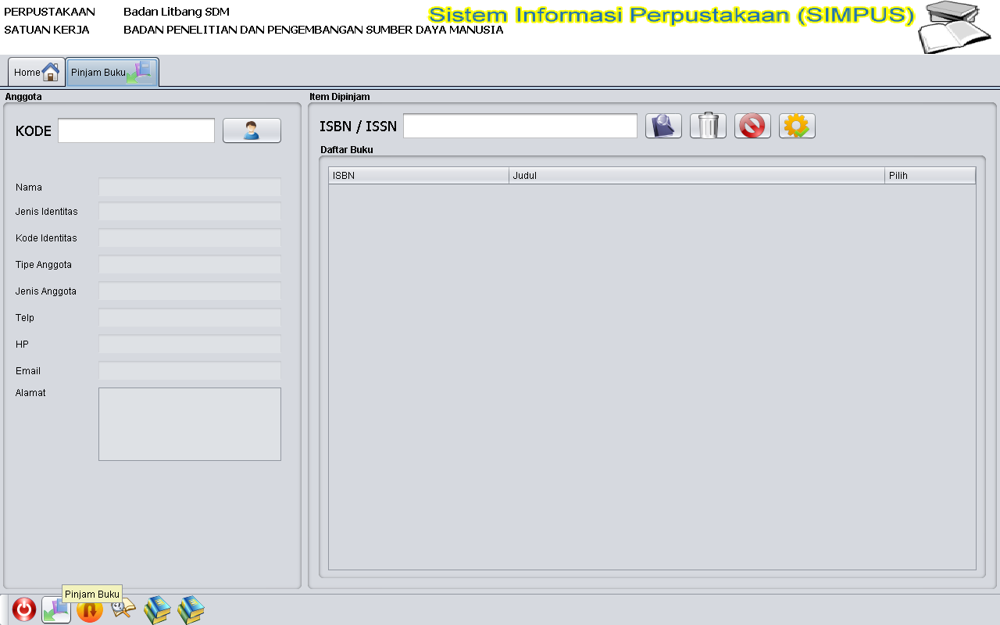 PERPUSTAKAAN Badan Litbang SDM
Sistem Informasi Perpustakaan (SIMPUS)
SATUAN KERJA BADAN PENELITIAN DAN PENGEMBANGAN SUMBER DAYA MANUSIA
Home Pinjam Buku
Anggota
KODE
Nama
Jenis Identitas
Kode Identitas
Tipe Anggota
Jenis Anggota
Telp
HP
Email
Alamat
Item Dipinjam
ISBN / ISSN
Daftar Buku
ISBN Judul Pilih
Pinjam Buku